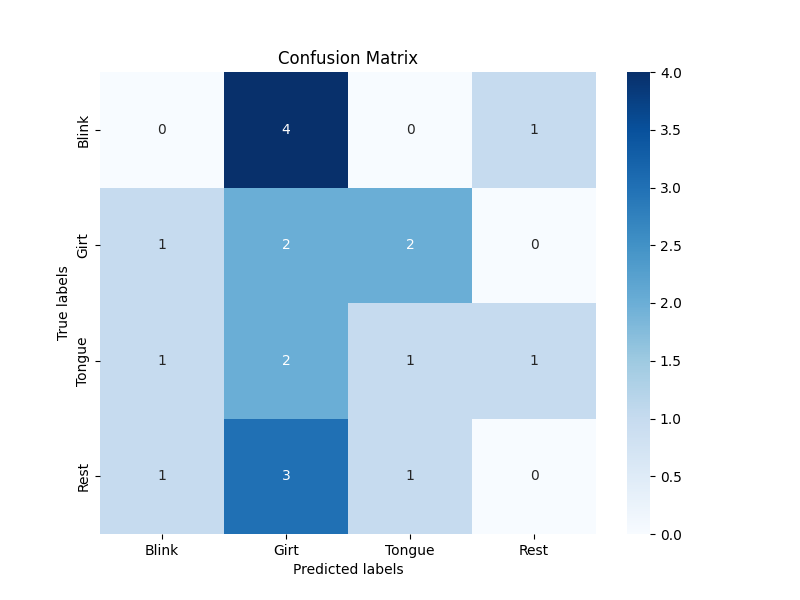 Confusion Matrix
True labels
Blink 0 4 0 1
Girt 1 2 2 0
Tongue 1 2 1 1
Rest 1 3 1 0
Blink Girt Tongue Rest
Predicted labels
4.0
3.5
3.0
2.5
2.0
1.5
1.0
0.5
0.0